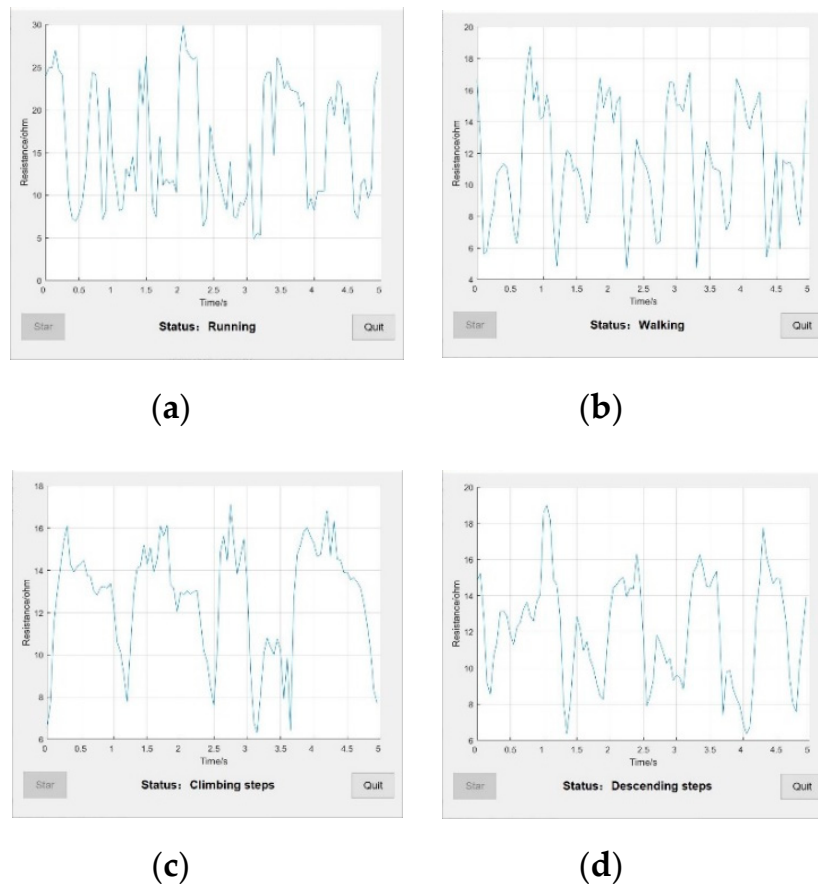 30
25
20
15
10
5
0
Resistance/ohm
0 0.5 1 1.5 2 2.5 3 3.5 4 4.5 5
Time/s
Star Status: Running Quit
(a)
20
18
16
14
12
10
8
6
4
Resistance/ohm
0 0.5 1 1.5 2 2.5 3 3.5 4 4.5 5
Time/s
Star Status: Walking Quit
(b)
18
16
14
12
10
8
6
Resistance/ohm
0 0.5 1 1.5 2 2.5 3 3.5 4 4.5 5
Time/s
Star Status: Climbing steps Quit
(c)
20
18
16
14
12
10
8
6
Resistance/ohm
0 0.5 1 1.5 2 2.5 3 3.5 4 4.5 5
Time/s
Star Status: Descending steps Quit
(d)